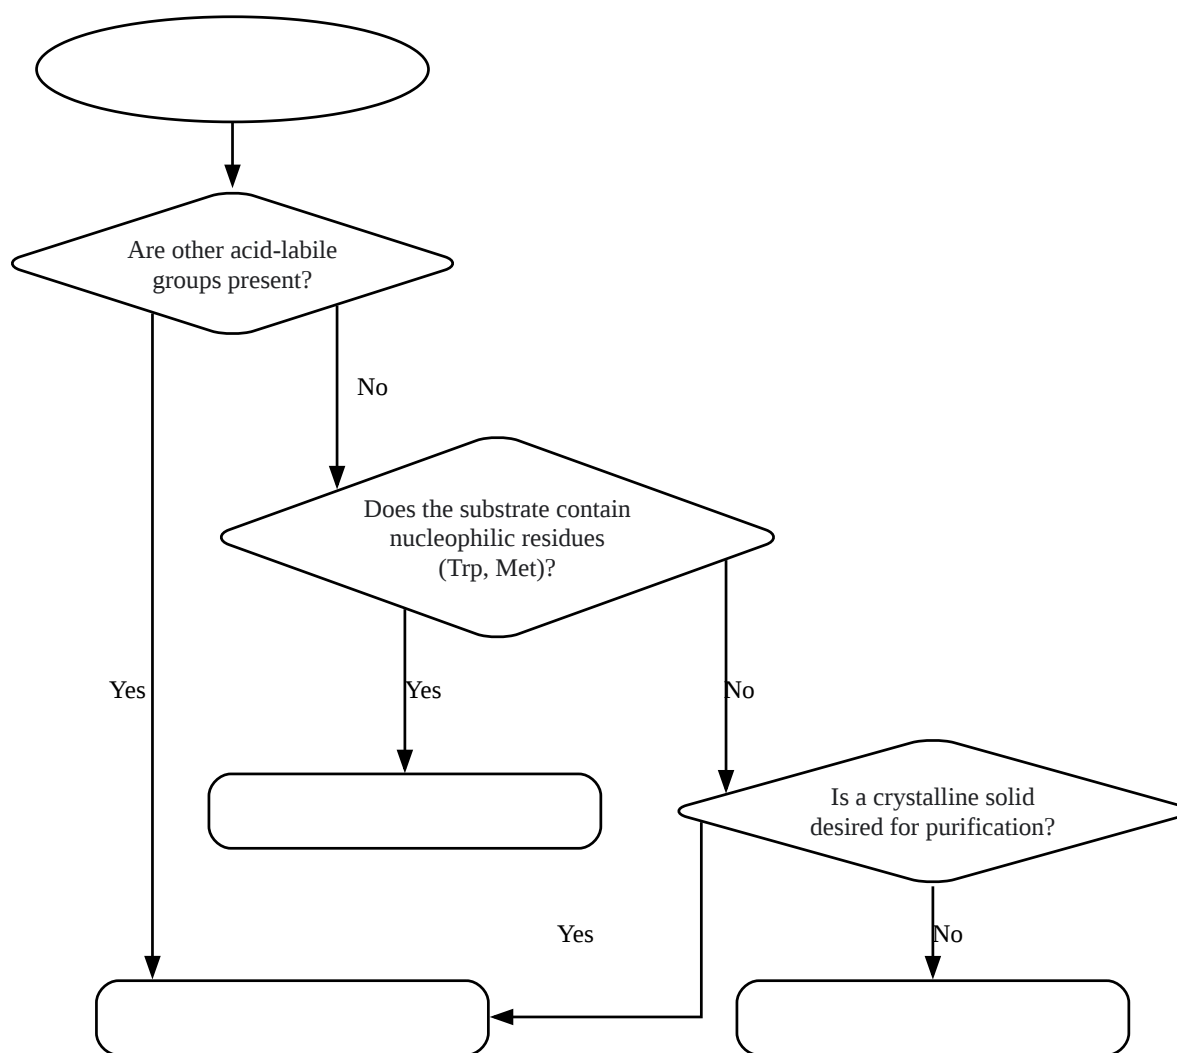 Are other acid-labile
groups present?
No
Does the substrate contain
nucleophilic residues
(Trp, Met)?
Yes
Yes
No
Is a crystalline solid
desired for purification?
Yes
No